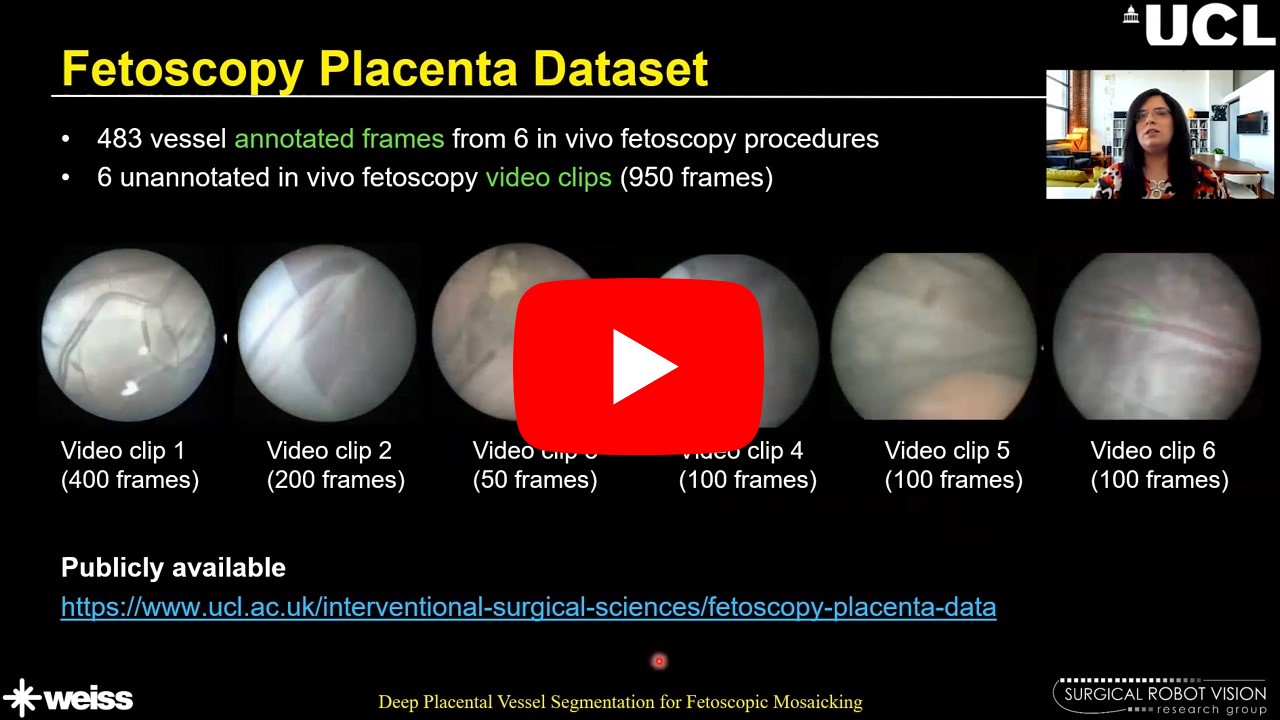 UCL
Fetoscopy Placenta Dataset
• 483 vessel annotated frames from 6 in vivo fetoscopy procedures
• 6 unannotated in vivo fetoscopy video clips (950 frames)
Video clip 1
(400 frames)
Video clip 2
(200 frames)
Video clip 3
(50 frames)
Video clip 4
(100 frames)
Video clip 5
(100 frames)
Video clip 6
(100 frames)
Publicly available
https://www.ucl.ac.uk/interventional-surgical-sciences/fetoscopy-placenta-data
weiss
Deep Placental Vessel Segmentation for Fetoscopic Mosaicking
SURGICAL ROBOT VISION
research group